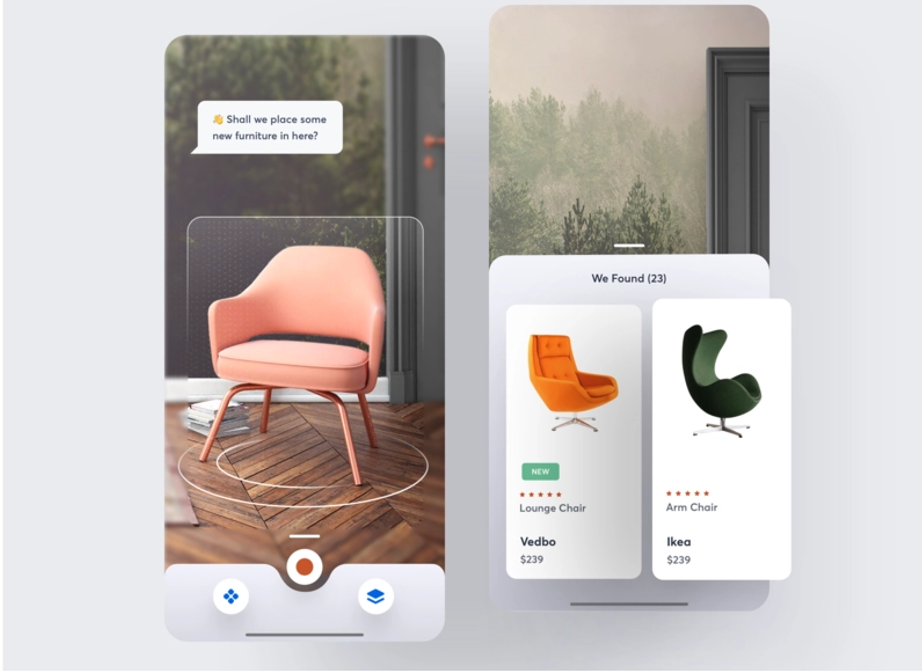 👋 Shall we place some
new furniture in here?
We Found (23)
NEW
Lounge Chair
Vedbo
$239
Arm Chair
Ikea
$239